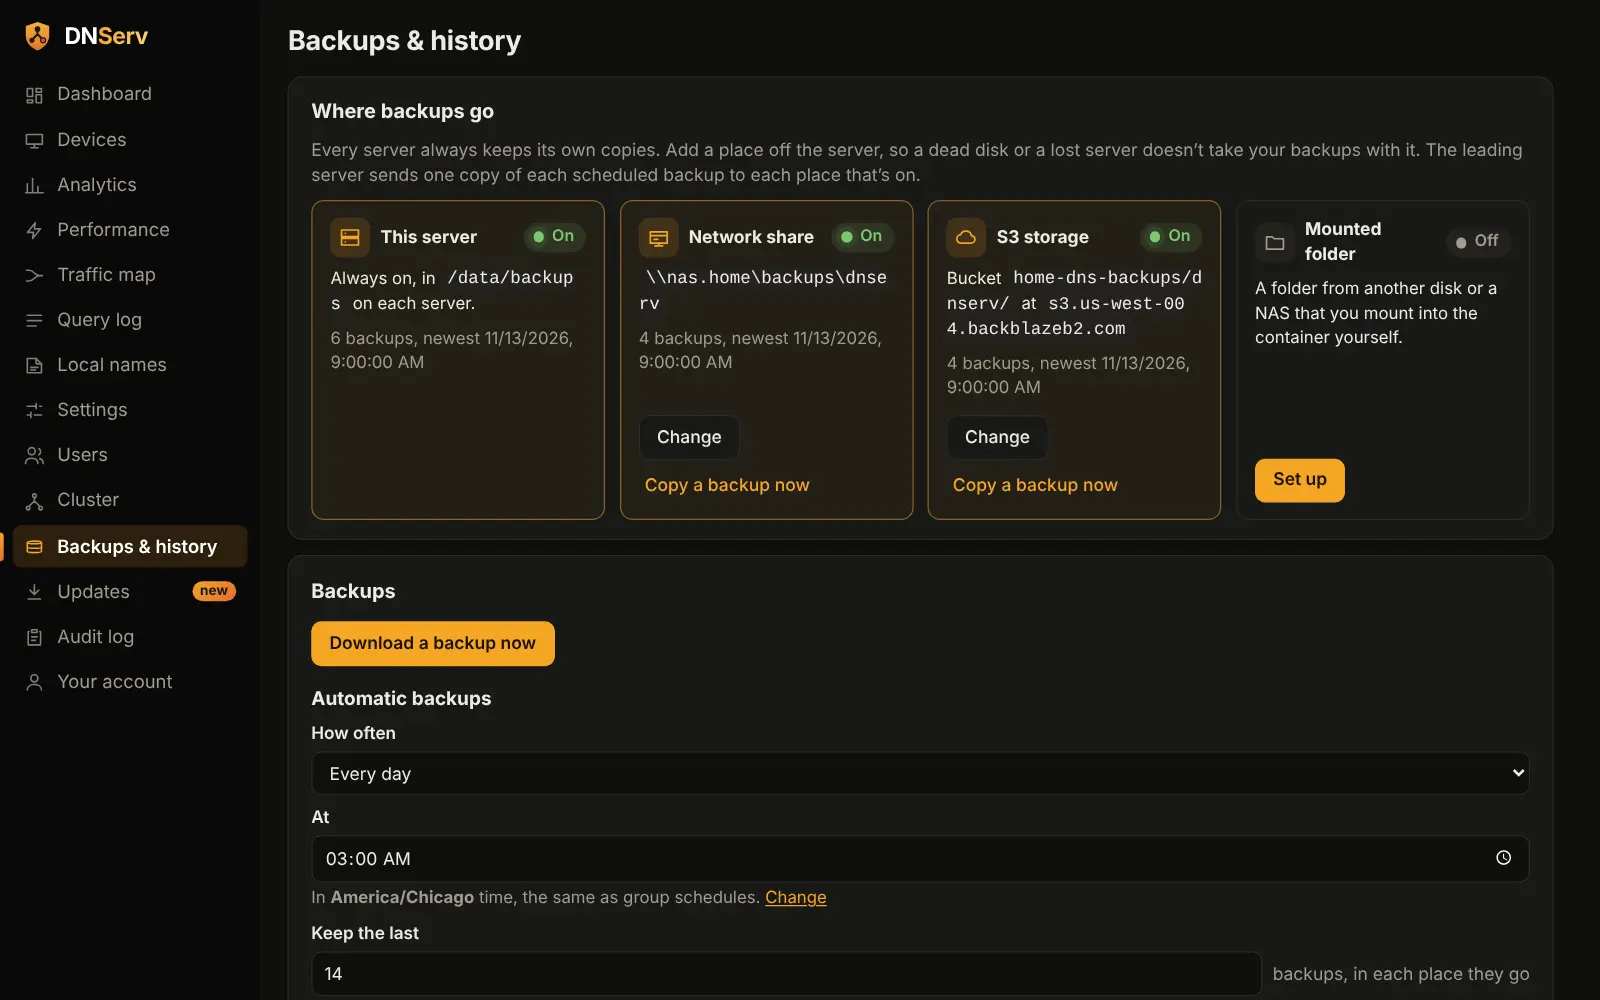 DNServ
Dashboard
Devices
Analytics
Performance
Traffic map
Query log
Local names
Settings
Users
Cluster
Backups & history
Updates new
Audit log
Your account
Backups & history
Where backups go
Every server always keeps its own copies. Add a place off the server, so a dead disk or a lost server doesn’t take your backups with it. The leading
server sends one copy of each scheduled backup to each place that’s on.
This server On
Always on, in /data/backup
s on each server.
6 backups, newest 11/13/2026,
9:00:00 AM
Network share On
\\nas.home\backups\dnse
rv
4 backups, newest 11/13/2026,
9:00:00 AM
Change
Copy a backup now
S3 storage On
Bucket home-dns-backups/d
nserv/ at s3.us-west-00
4.backblazeb2.com
4 backups, newest 11/13/2026,
9:00:00 AM
Change
Copy a backup now
Mounted
folder
Off
A folder from another disk or a
NAS that you mount into the
container yourself.
Set up
Backups
Download a backup now
Automatic backups
How often
Every day
At
03:00 AM
In America/Chicago time, the same as group schedules. Change
Keep the last
14 backups, in each place they go